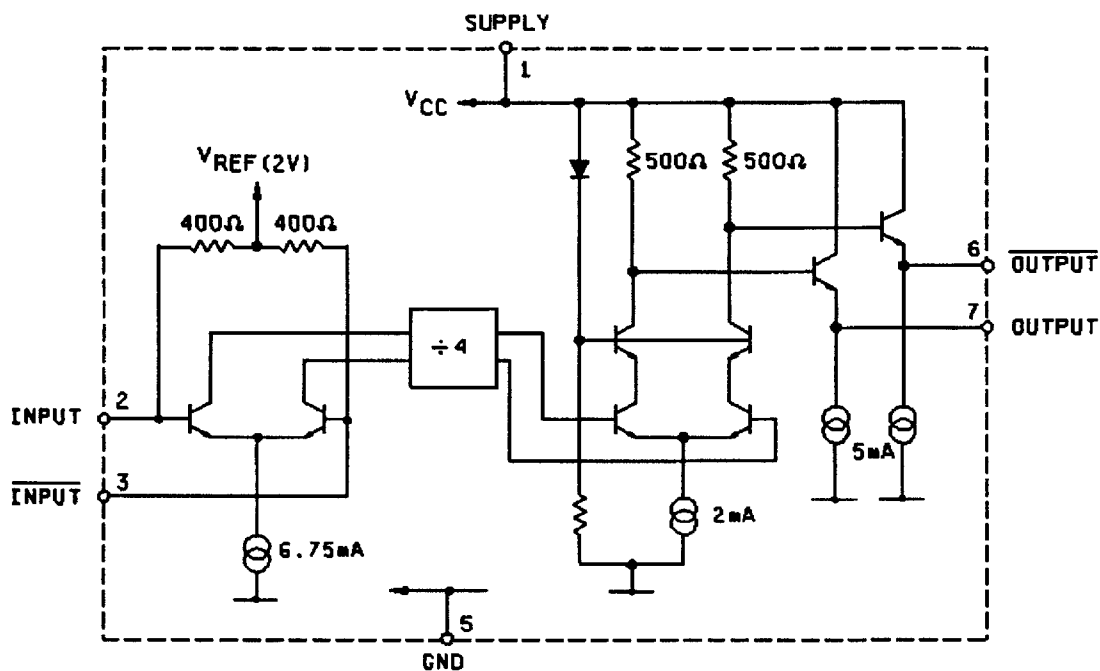 SUPPLY
1
VCC
VREF(2V)
400Ω 400Ω
500Ω 500Ω
6 OUTPUT
7 OUTPUT
÷4
2
INPUT
3
INPUT
5mA
2mA
6.75mA
5
GND